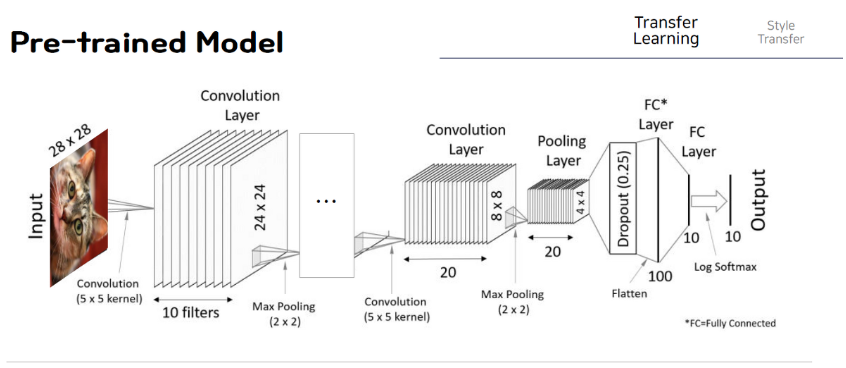 Pre-trained Model
Transfer
Learning
Style
Transfer
Input
28 x 28
Convolution
(5 x 5 kernel)
Convolution
Layer
24 x 24
10 filters
Max Pooling
(2 x 2)
...
Convolution
(5 x 5 kernel)
Convolution
Layer
8 x 8
20
Max Pooling
(2 x 2)
Pooling
Layer
4 x 4
20
Dropout (0.25)
Flatten
FC*
Layer
100
FC
Layer
10
10
Log Softmax
Output
*FC=Fully Connected